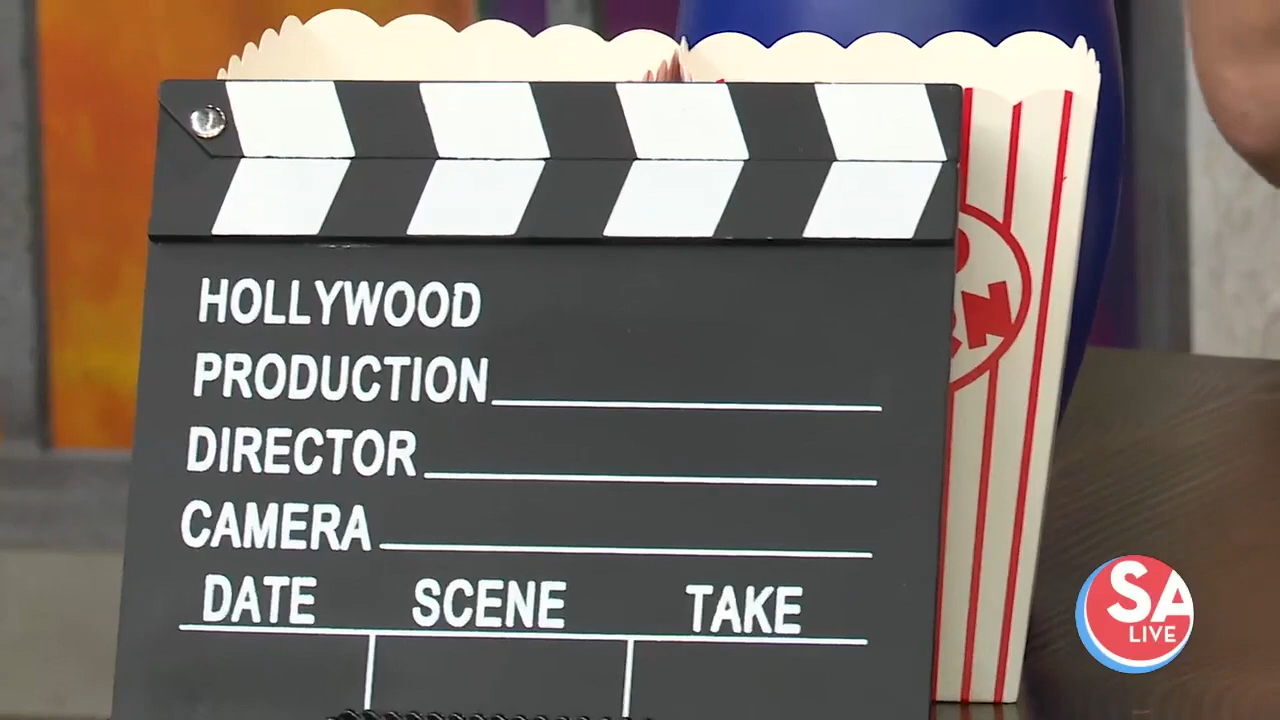 HOLLYWOOD
PRODUCTION
DIRECTOR
CAMERA
DATE SCENE TAKE
SA
LIVE